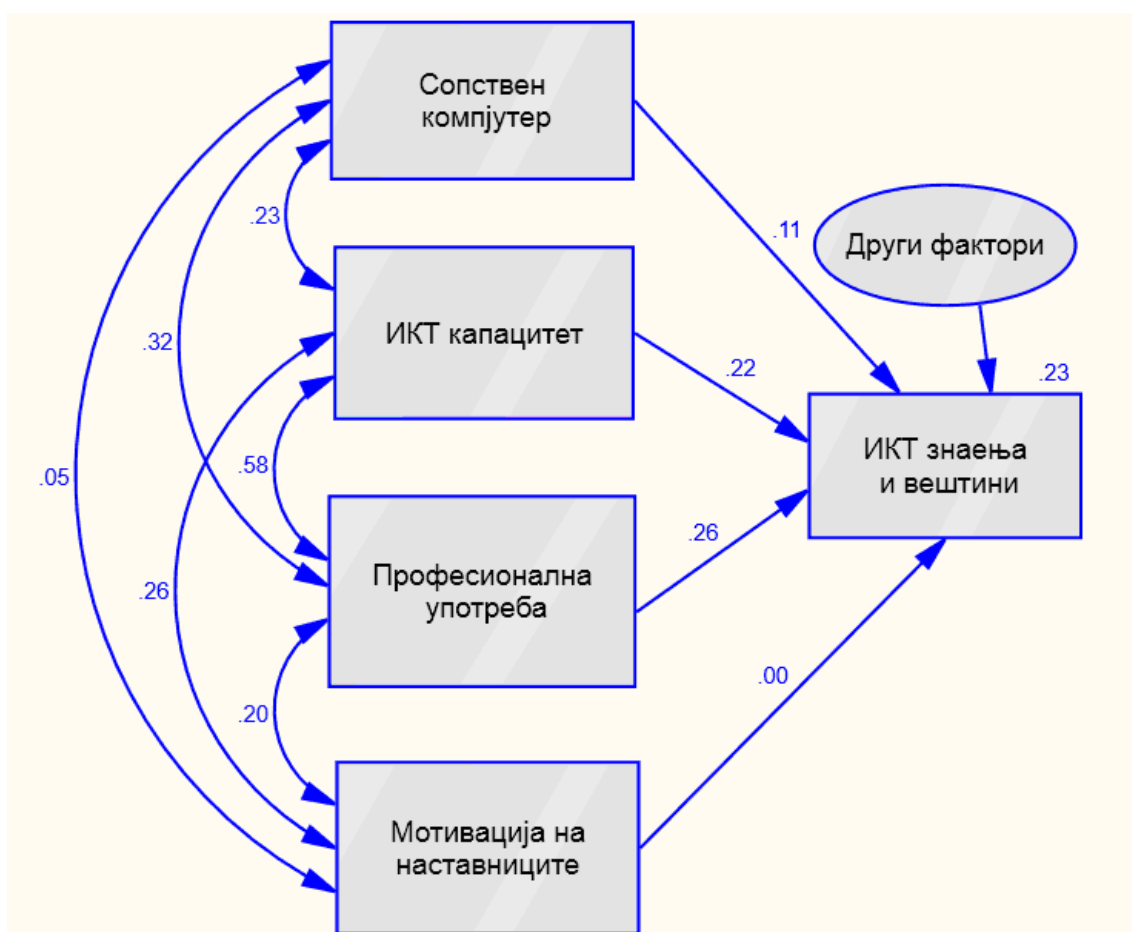 Сопствен
компјутер
.23
.11
Други фактори
.32
ИКТ капацитет
.22
.23
ИКТ знаења
и вештини
.05
.58
.26
Професионална
употреба
.26
.20
.00
Мотивација на
наставниците